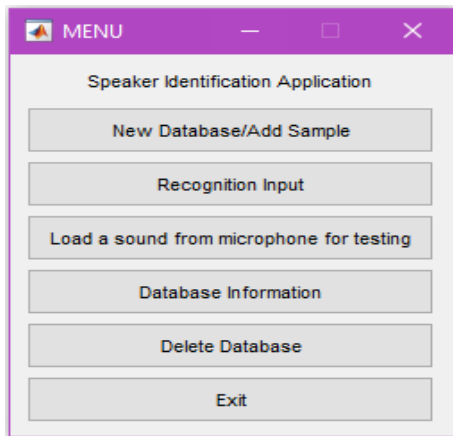 MENU
Speaker Identification Application
New Database/Add Sample
Recognition Input
Load a sound from microphone for testing
Database Information
Delete Database
Exit